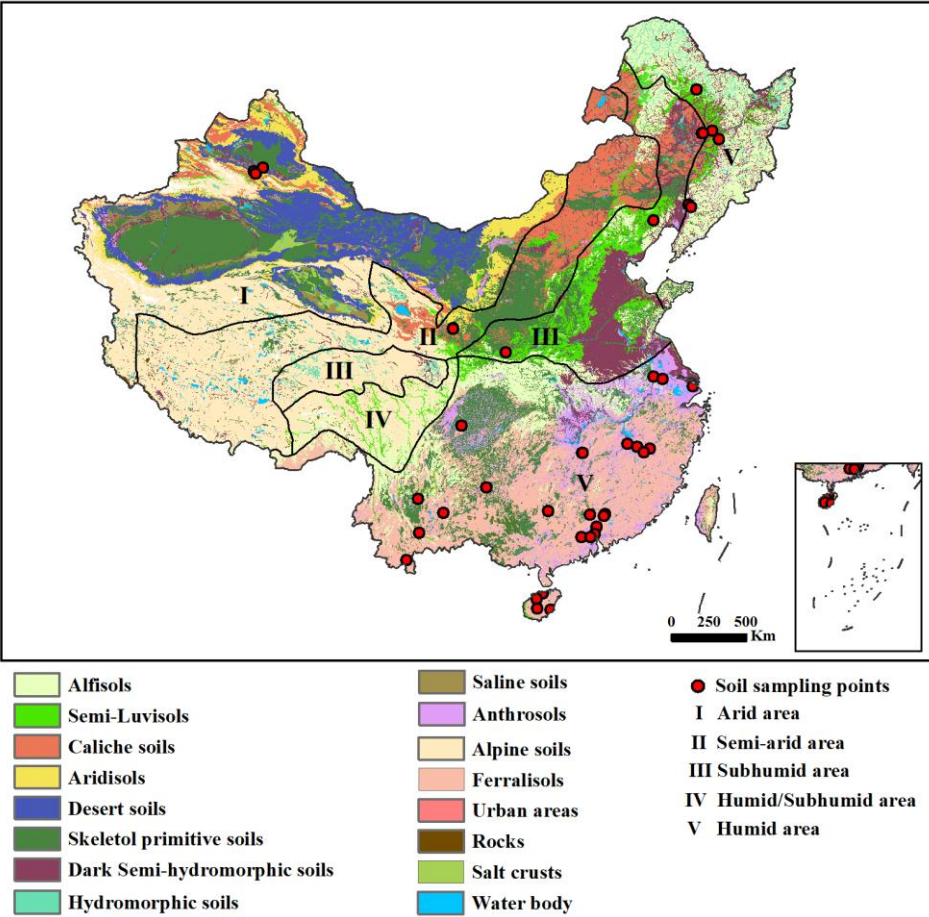 V
I
II
III
III
IV
V
0 250 500
Km
Alfisols
Semi-Luvisols
Caliche soils
Aridisols
Desert soils
Skeletol primitive soils
Dark Semi-hydromorphic soils
Hydromorphic soils
Saline soils
Anthrosols
Alpine soils
Ferralisols
Urban areas
Rocks
Salt crusts
Water body
Soil sampling points
I Arid area
II Semi-arid area
III Subhumid area
IV Humid/Subhumid area
V Humid area